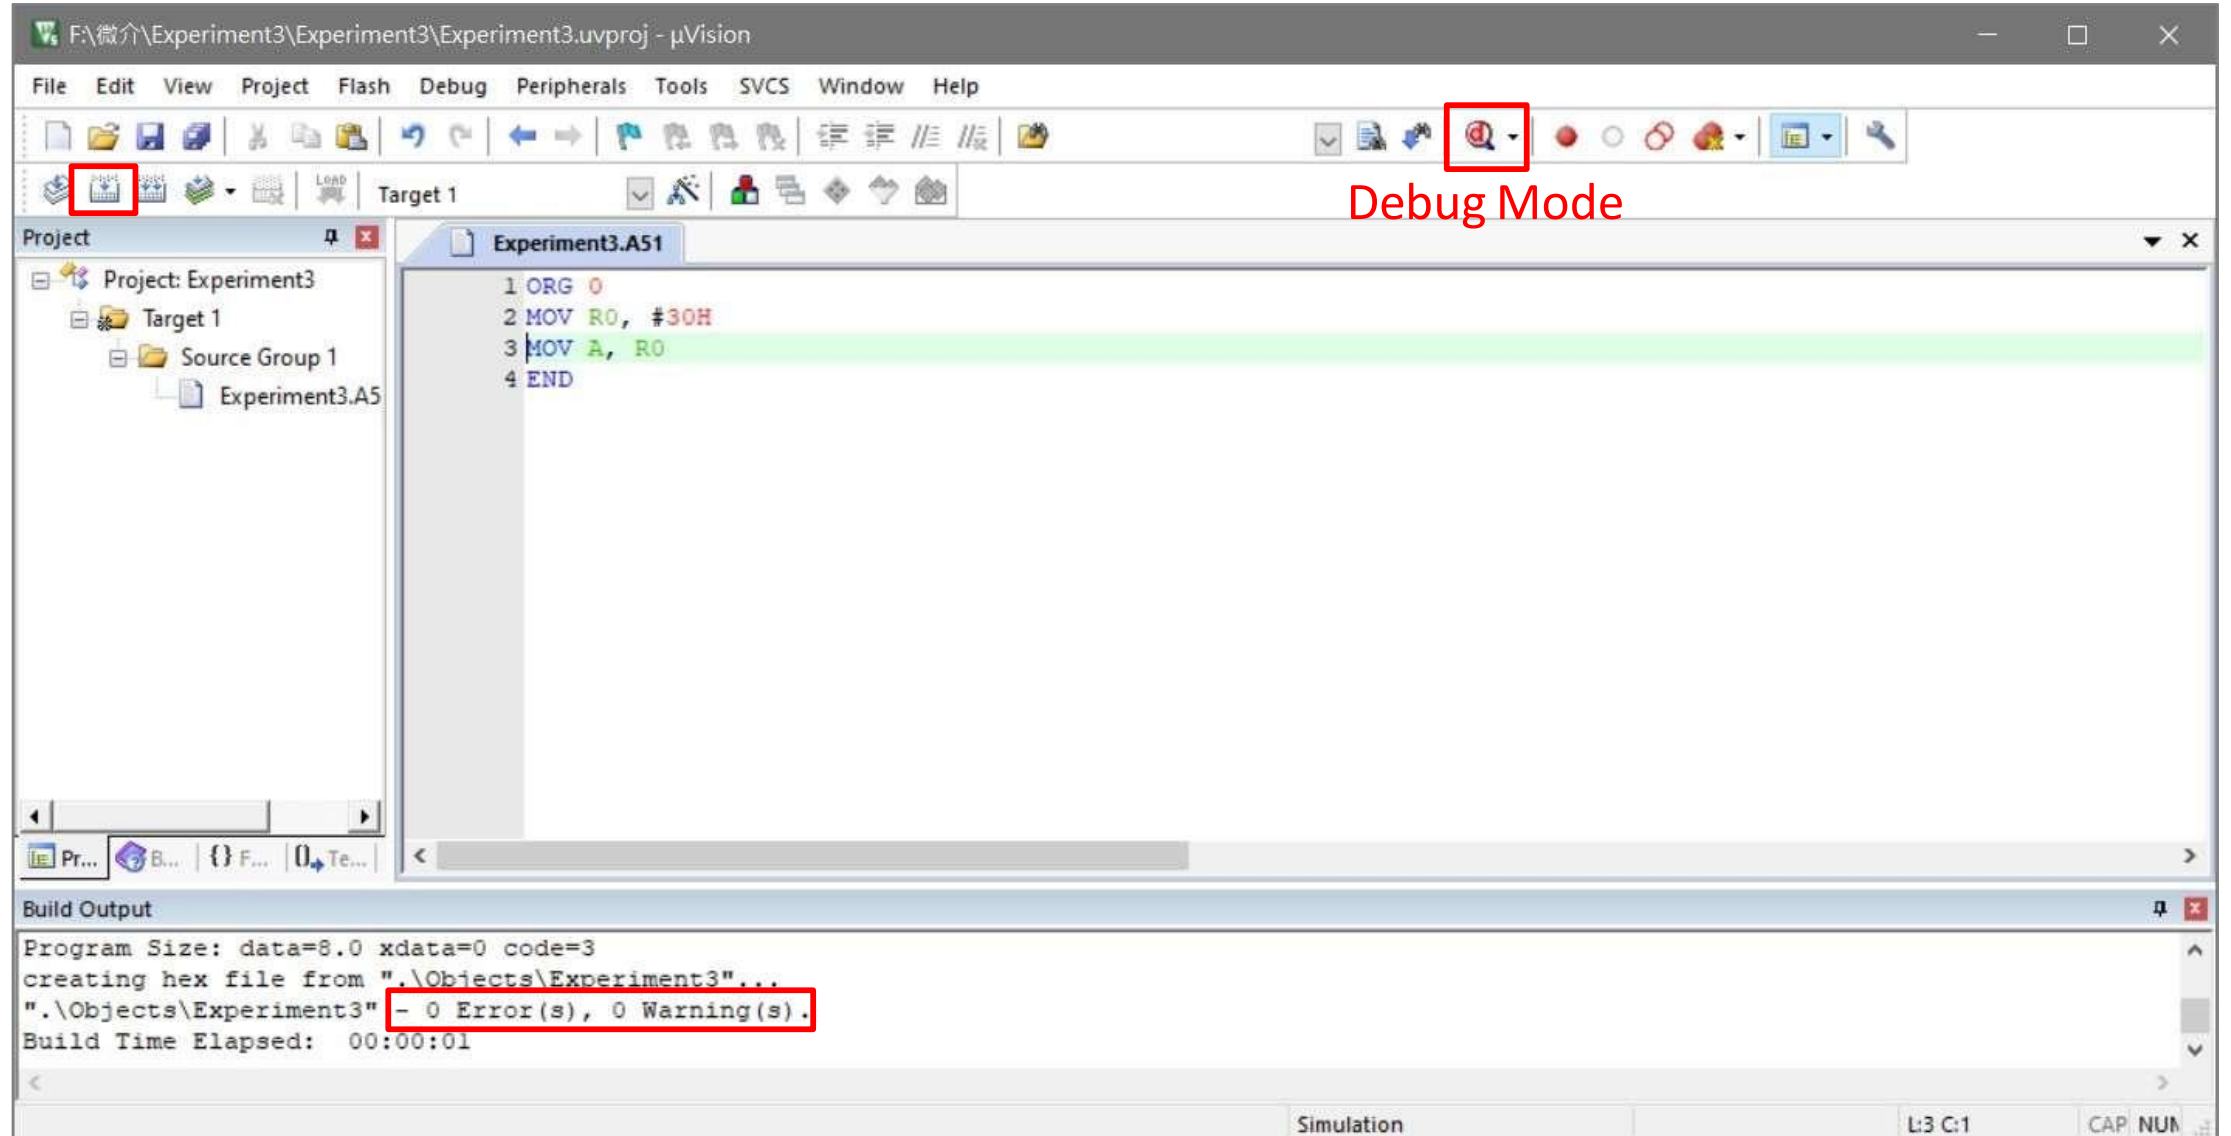 F:\微介\Experiment3\Experiment3\Experiment3.uvproj - µVision
File Edit View Project Flash Debug Peripherals Tools SVCS Window Help
LOAD Target 1
Debug Mode
Project
Experiment3.A51
Project: Experiment3
Target 1
Source Group 1
Experiment3.A5
1 ORG 0
2 MOV R0, #30H
3 MOV A, R0
4 END
Pr... B... {} F... 0 Te...
Build Output
Program Size: data=8.0 xdata=0 code=3
creating hex file from ".\Objects\Experiment3"...
".\Objects\Experiment3" - 0 Error(s), 0 Warning(s).
Build Time Elapsed:  00:00:01
Simulation L:3 C:1 CAP NUM